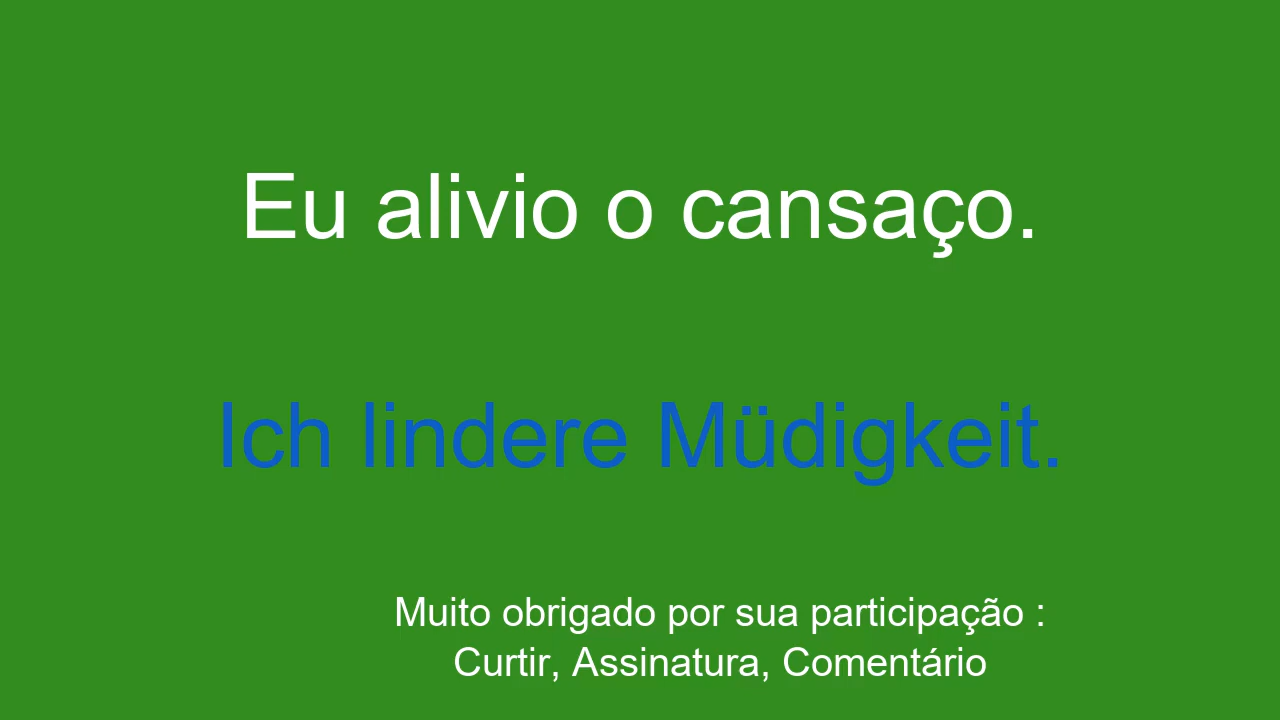 Eu alivio o cansaço.
Ich lindere Müdigkeit.
Muito obrigado por sua participação :
Curtir, Assinatura, Comentário